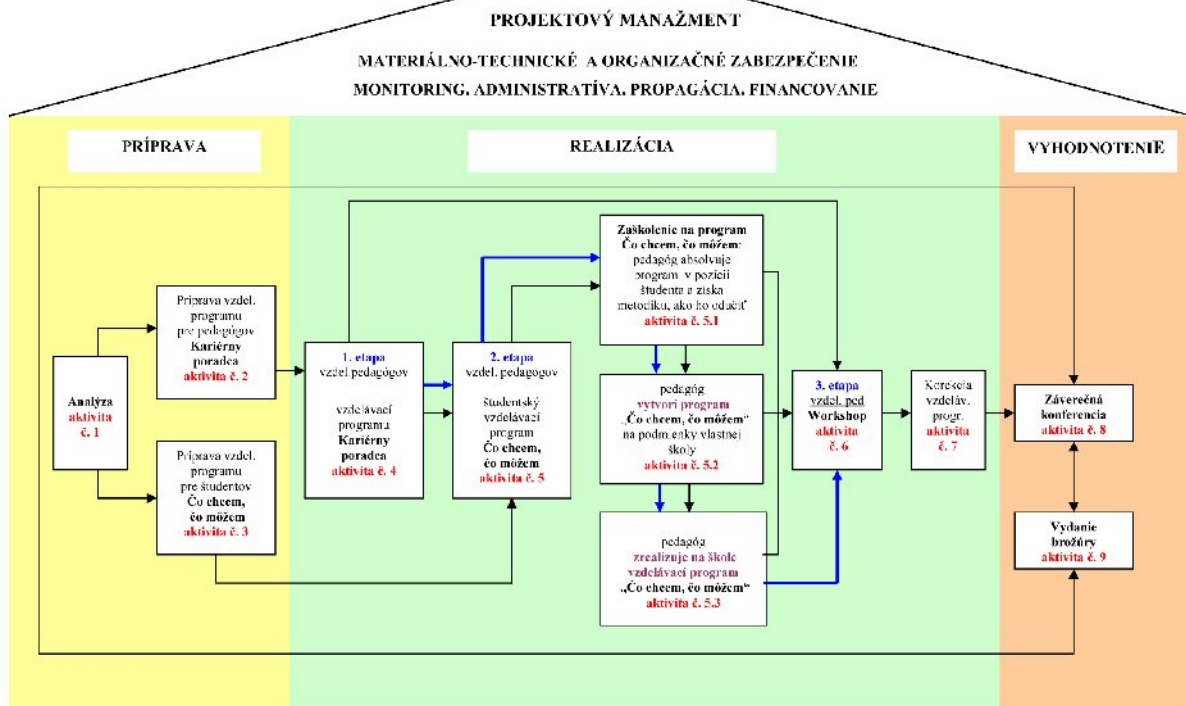 PROJEKTOVÝ MANAŽMENT
MATERIÁLNO-TECHNICKÉ A ORGANIZAČNÉ ZABEZPEČENIE
MONITORING, ADMINISTRATÍVA, PROPAGÁCIA, FINANCOVANIE
PRÍPRAVA
REALIZÁCIA
VYHODNOTENIE
Analýza
aktivita
č. 1
Príprava vzdel.
programu
pre pedagógov
Kariérny
poradca
aktivita č. 2
Príprava vzdel.
programu
pre študentov
Čo chcem,
čo môžem
aktivita č. 3
1. etapa
vzdel.pedagógov
vzdelávací
programu
Kariérny
poradca
aktivita č. 4
2. etapa
vzdel. pedagógov
študentský
vzdelávací
program
Čo chcem,
čo môžem
aktivita č. 5
Zaškolenie na program
Čo chcem, čo môžem:
pedagóg absolvuje
program v pozícii
študenta a získa
metodiku, ako ho odučiť
aktivita č. 5.1
pedagóg
vytvorí program
„Čo chcem, čo môžem“
na podmienky vlastnej
školy
aktivita č. 5.2
pedagóg
zrealizuje na škole
vzdelávací program
„Čo chcem, čo môžem“
aktivita č. 5.3
3. etapa
vzdel. ped
Workshop
aktivita
č. 6
Korekcia
vzdeláv.
progr.
aktivita
č. 7
Záverečná
konferencia
aktivita č. 8
Vydanie
brožúry
aktivita č. 9